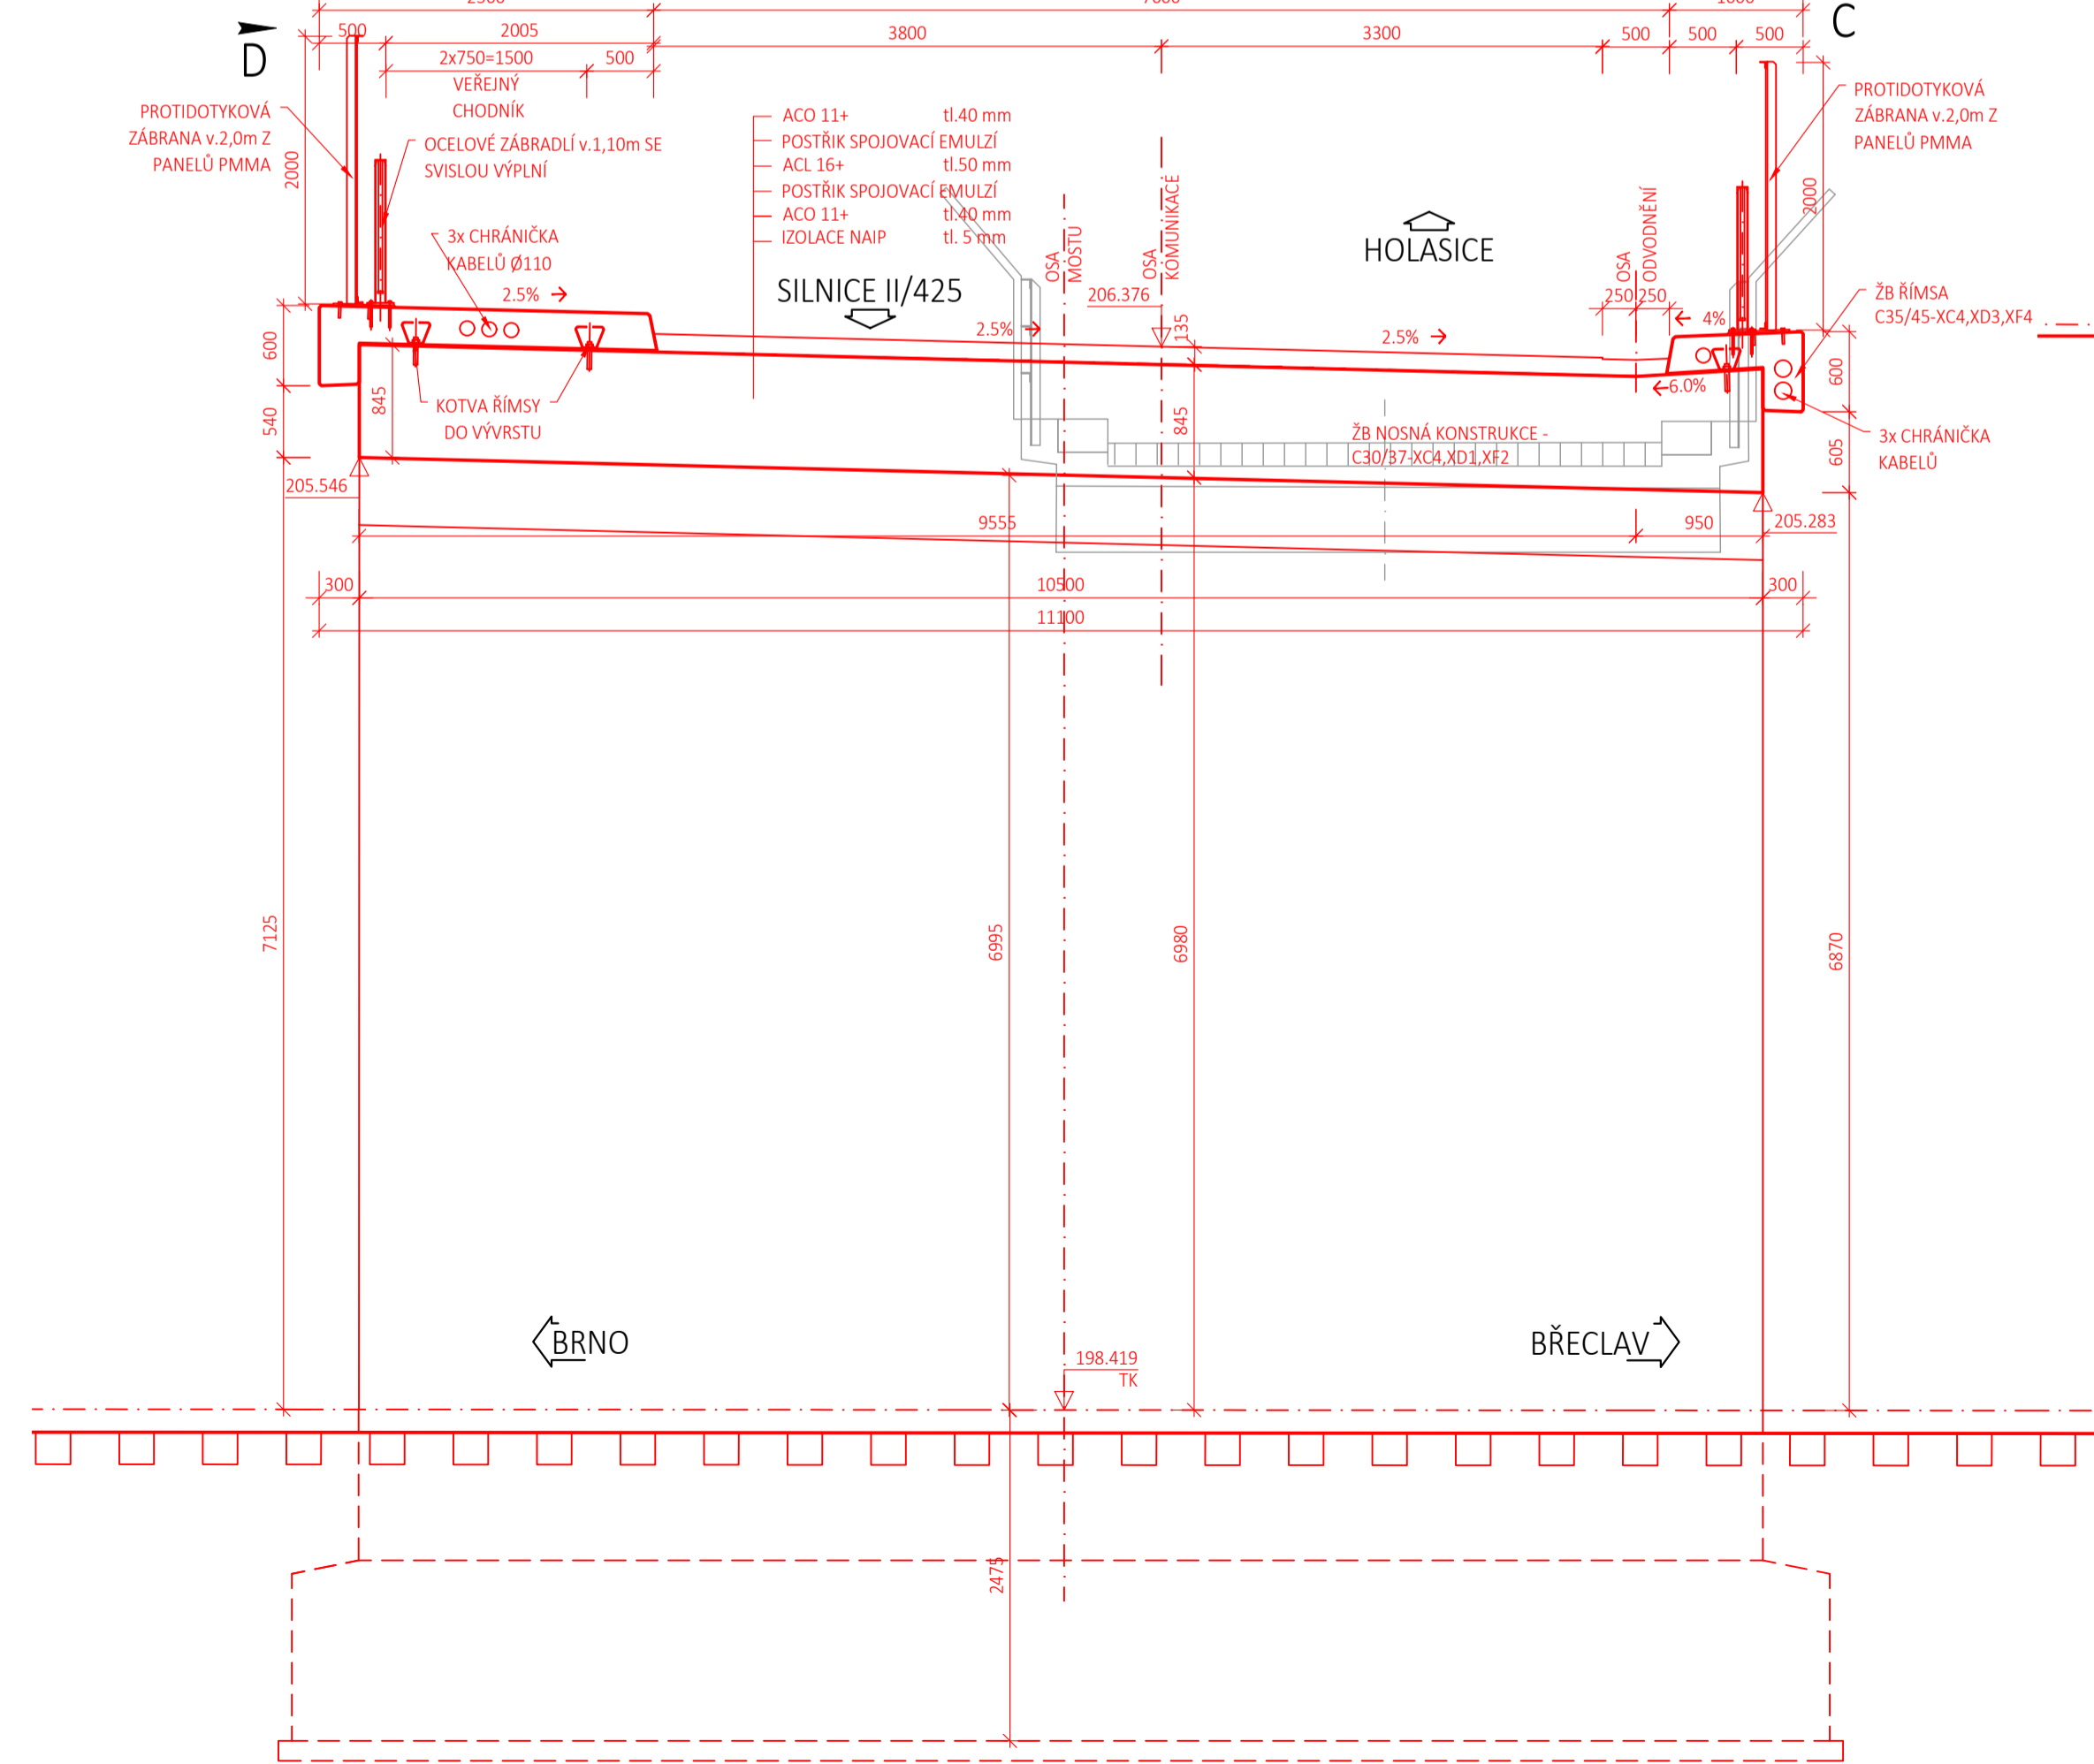 D
C
500
2005
3800
3300
500
500
500
2x750=1500
500
VEŘEJNÝ
CHODNÍK
PROTIDOTYKOVÁ
ZÁBRANA v.2,0m Z
PANELŮ PMMA
2000
OCELOVÉ ZÁBRADLÍ v.1,10m SE
SVISLOU VÝPLNÍ
3x CHRÁNIČKA
KABELŮ Ø110
2.5%
ACO 11+ tl.40 mm
POSTŘIK SPOJOVACÍ EMULZÍ
ACL 16+ tl.50 mm
POSTŘIK SPOJOVACÍ EMULZÍ
ACO 11+ tl.40 mm
IZOLACE NAIP tl. 5 mm
SILNICE II/425
OSA
MOSTU
OSA
KOMUNIKACE
206.376
135
2.5%
HOLASICE
2.5%
OSA
ODVODNĚNÍ
250 250
4%
6.0%
PROTIDOTYKOVÁ
ZÁBRANA v.2,0m Z
PANELŮ PMMA
2000
ŽB ŘÍMSA
C35/45-XC4,XD3,XF4
600
540
845
KOTVA ŘÍMSY
DO VÝVRSTU
845
ŽB NOSNÁ KONSTRUKCE -
C30/37-XC4,XD1,XF2
600
605
3x CHRÁNIČKA
KABELŮ
205.546
205.283
9555
950
300
10500
300
11100
7125
6995
6980
6870
BRNO
BŘECLAV
198.419
TK
2475